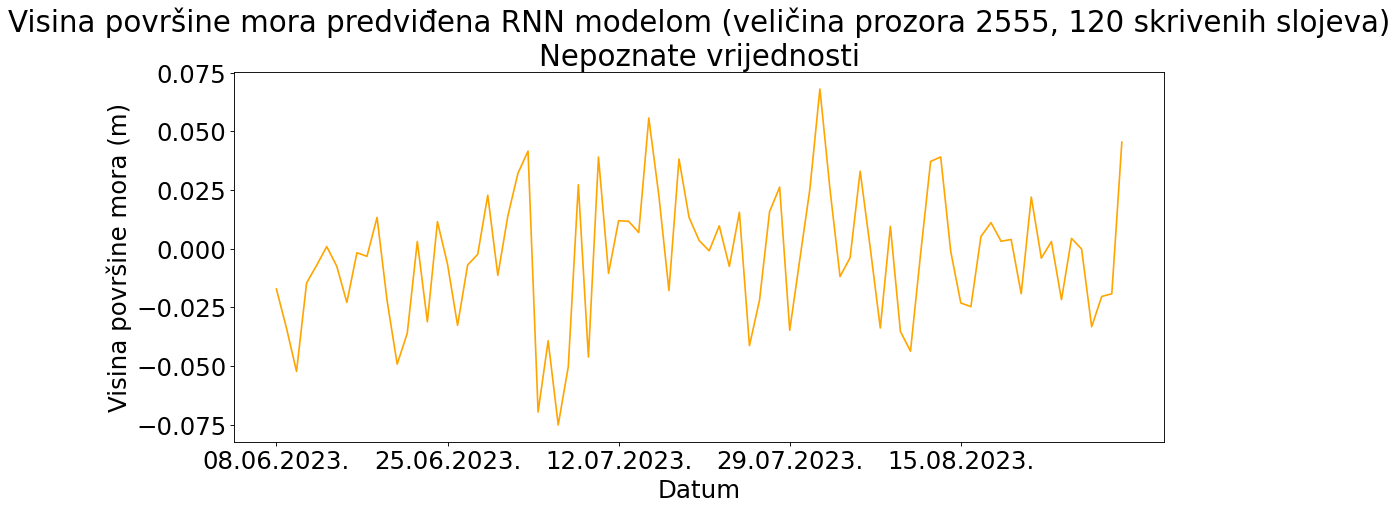 Visina površine mora predviđena RNN modelom (veličina prozora 2555, 120 skrivenih slojeva)
Nepoznate vrijednosti
Visina površine mora (m)
0.075
0.050
0.025
0.000
−0.025
−0.050
−0.075
08.06.2023. 25.06.2023. 12.07.2023. 29.07.2023. 15.08.2023.
Datum